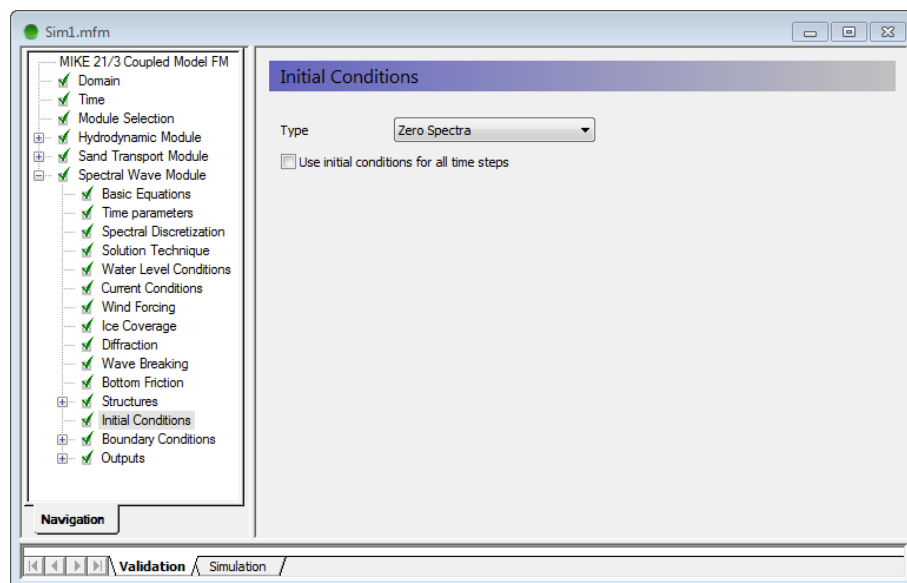 Sim1.mfm
MIKE 21/3 Coupled Model FM
Domain
Time
Module Selection
Hydrodynamic Module
Sand Transport Module
Spectral Wave Module
Basic Equations
Time parameters
Spectral Discretization
Solution Technique
Water Level Conditions
Current Conditions
Wind Forcing
Ice Coverage
Diffraction
Wave Breaking
Bottom Friction
Structures
Initial Conditions
Boundary Conditions
Outputs
Navigation
Initial Conditions
Type Zero Spectra
Use initial conditions for all time steps
Validation Simulation